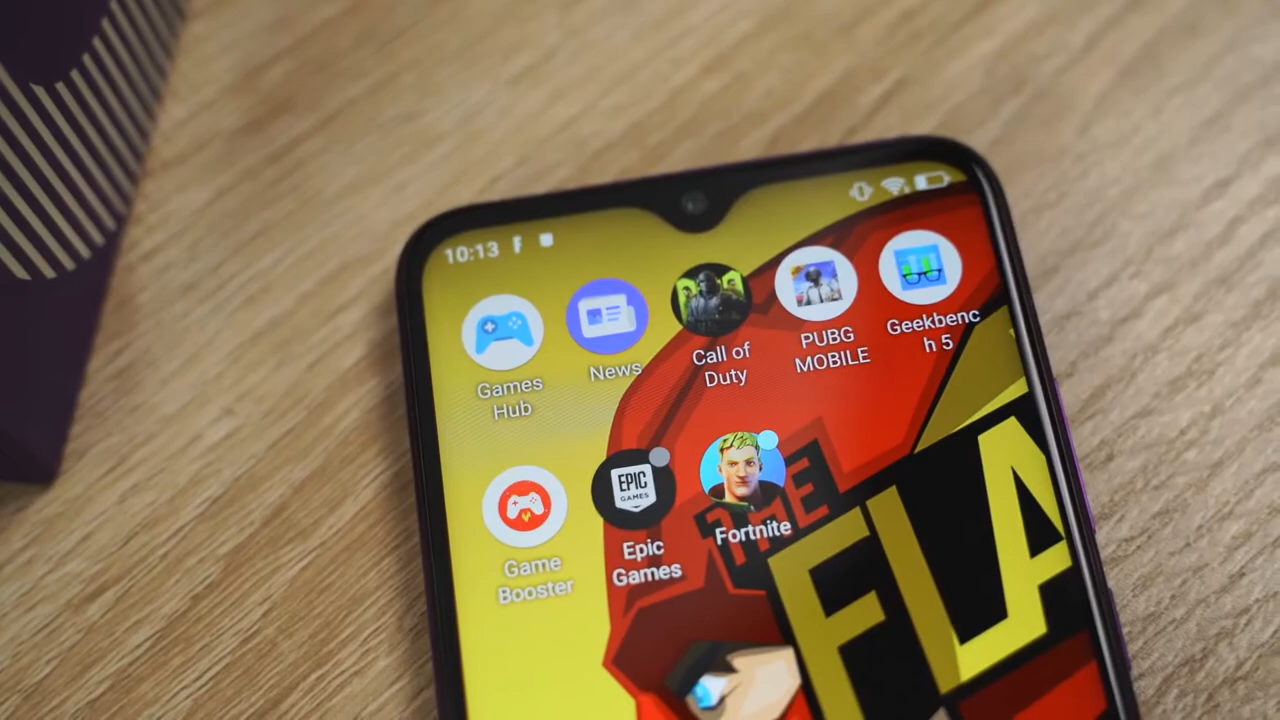 10:13
Games
Hub
News
Call of
Duty
PUBG
MOBILE
Geekbenc
h 5
Game
Booster
EPIC
GAMES
Epic
Games
Fortnite
THE
FLA